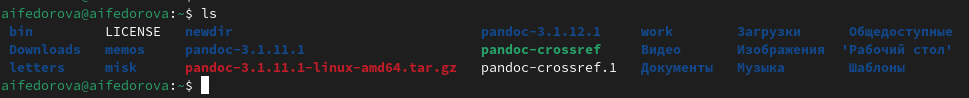 aifedorova@aifedorova:~$ ls
bin LICENSE newdir pandoc-3.1.12.1 work Загрузки Общедоступные
Downloads memos pandoc-3.1.11.1 pandoc-crossref Видео Изображения 'Рабочий стол'
letters misk pandoc-3.1.11.1-linux-amd64.tar.gz pandoc-crossref.1 Документы Музыка Шаблоны
aifedorova@aifedorova:~$